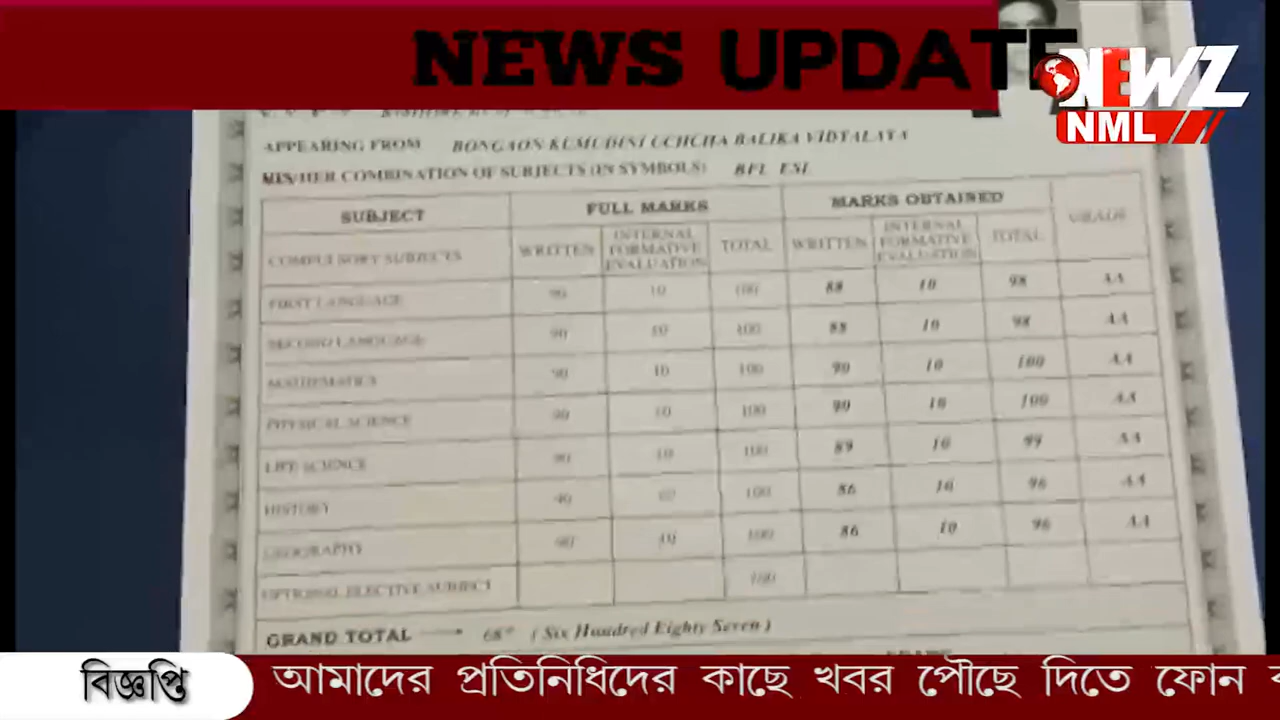 NEWS UPDATE
NEWZ
NML
APPEARING FROM BONGAON KUMUDINI UCHCHA BALIKA VIDYALAYA
HIS/HER COMBINATION OF SUBJECTS (IN SYMBOLS) BFL ESL
SUBJECT FULL MARKS MARKS OBTAINED GRADE
COMPULSORY SUBJECTS WRITTEN INTERNAL FORMATIVE EVALUATION TOTAL WRITTEN INTERNAL FORMATIVE EVALUATION TOTAL
FIRST LANGUAGE 90 10 100 88 10 98 AA
SECOND LANGUAGE 90 10 100 88 10 98 AA
MATHEMATICS 90 10 100 90 10 100 AA
PHYSICAL SCIENCE 90 10 100 90 10 100 AA
LIFE SCIENCE 90 10 100 89 10 99 AA
HISTORY 90 10 100 86 10 96 AA
GEOGRAPHY 90 10 100 86 10 96 AA
OPTIONAL ELECTIVE SUBJECT 100
GRAND TOTAL (Six Hundred Eighty Seven)
বিজ্ঞপ্তি আমাদের প্রতিনিধিদের কাছে খবর পৌছে দিতে ফোন